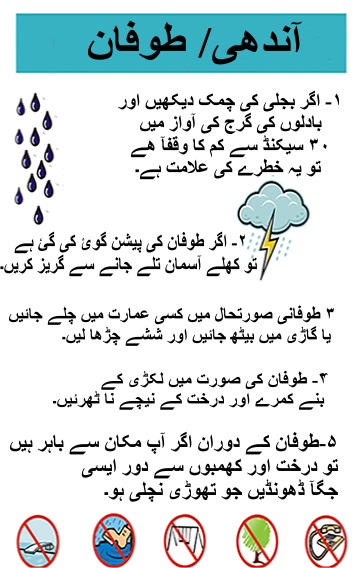 آندھی/ طوفان
۱- اگر بجلی کی چمک دیکھیں اور
بادلوں کی گرج کی آواز میں
۳۰ سیکنڈ سے کم کا وقفآ ھے
تو یہ خطرے کی علامت ہے۔
۲- اگر طوفان کی پیشن گوئ کی گئ ہے
تو کھلے آسمان تلے جانے سے گریز کریں۔
۳ طوفانی صورتحال میں کسی عمارت میں چلے جائیں
یا گاڑی میں بیٹھ جائیں اور ششے چڑھا لیں۔
۴- طوفان کی صورت میں لکڑی کے
بنے کمرے اور درخت کے نیچے نا ٹھرئیں۔
۵-طوفان کے دوران اگر آپ مکان سے باہر ہیں
تو درخت اور کھمبوں سے دور ایسی
جگآ ڈھونڈیں جو تھوڑی نچلی ہو۔